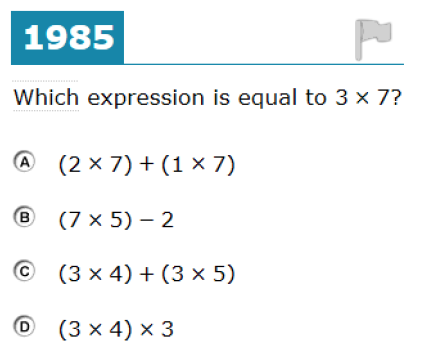 1985
Which expression is equal to 3 × 7?
A (2 × 7) + (1 × 7)
B (7 × 5) – 2
C (3 × 4) + (3 × 5)
D (3 × 4) × 3